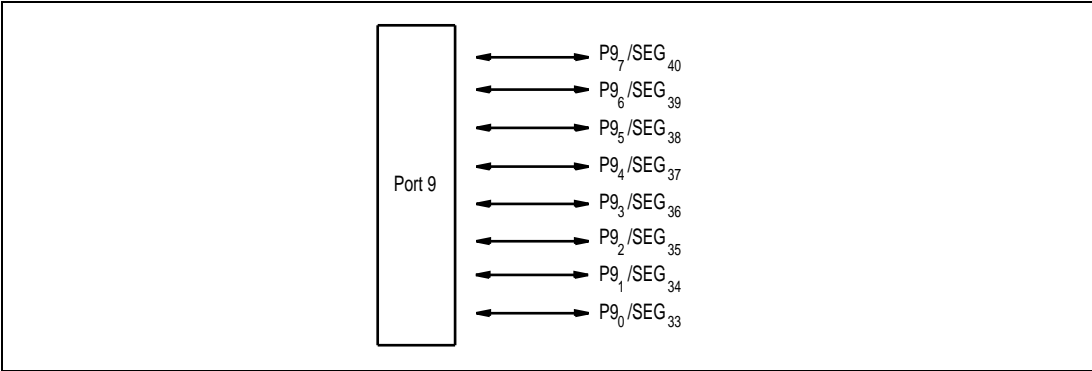 P9₇/SEG₄₀
P9₆/SEG₃₉
P9₅/SEG₃₈
P9₄/SEG₃₇
Port 9
P9₃/SEG₃₆
P9₂/SEG₃₅
P9₁/SEG₃₄
P9₀/SEG₃₃